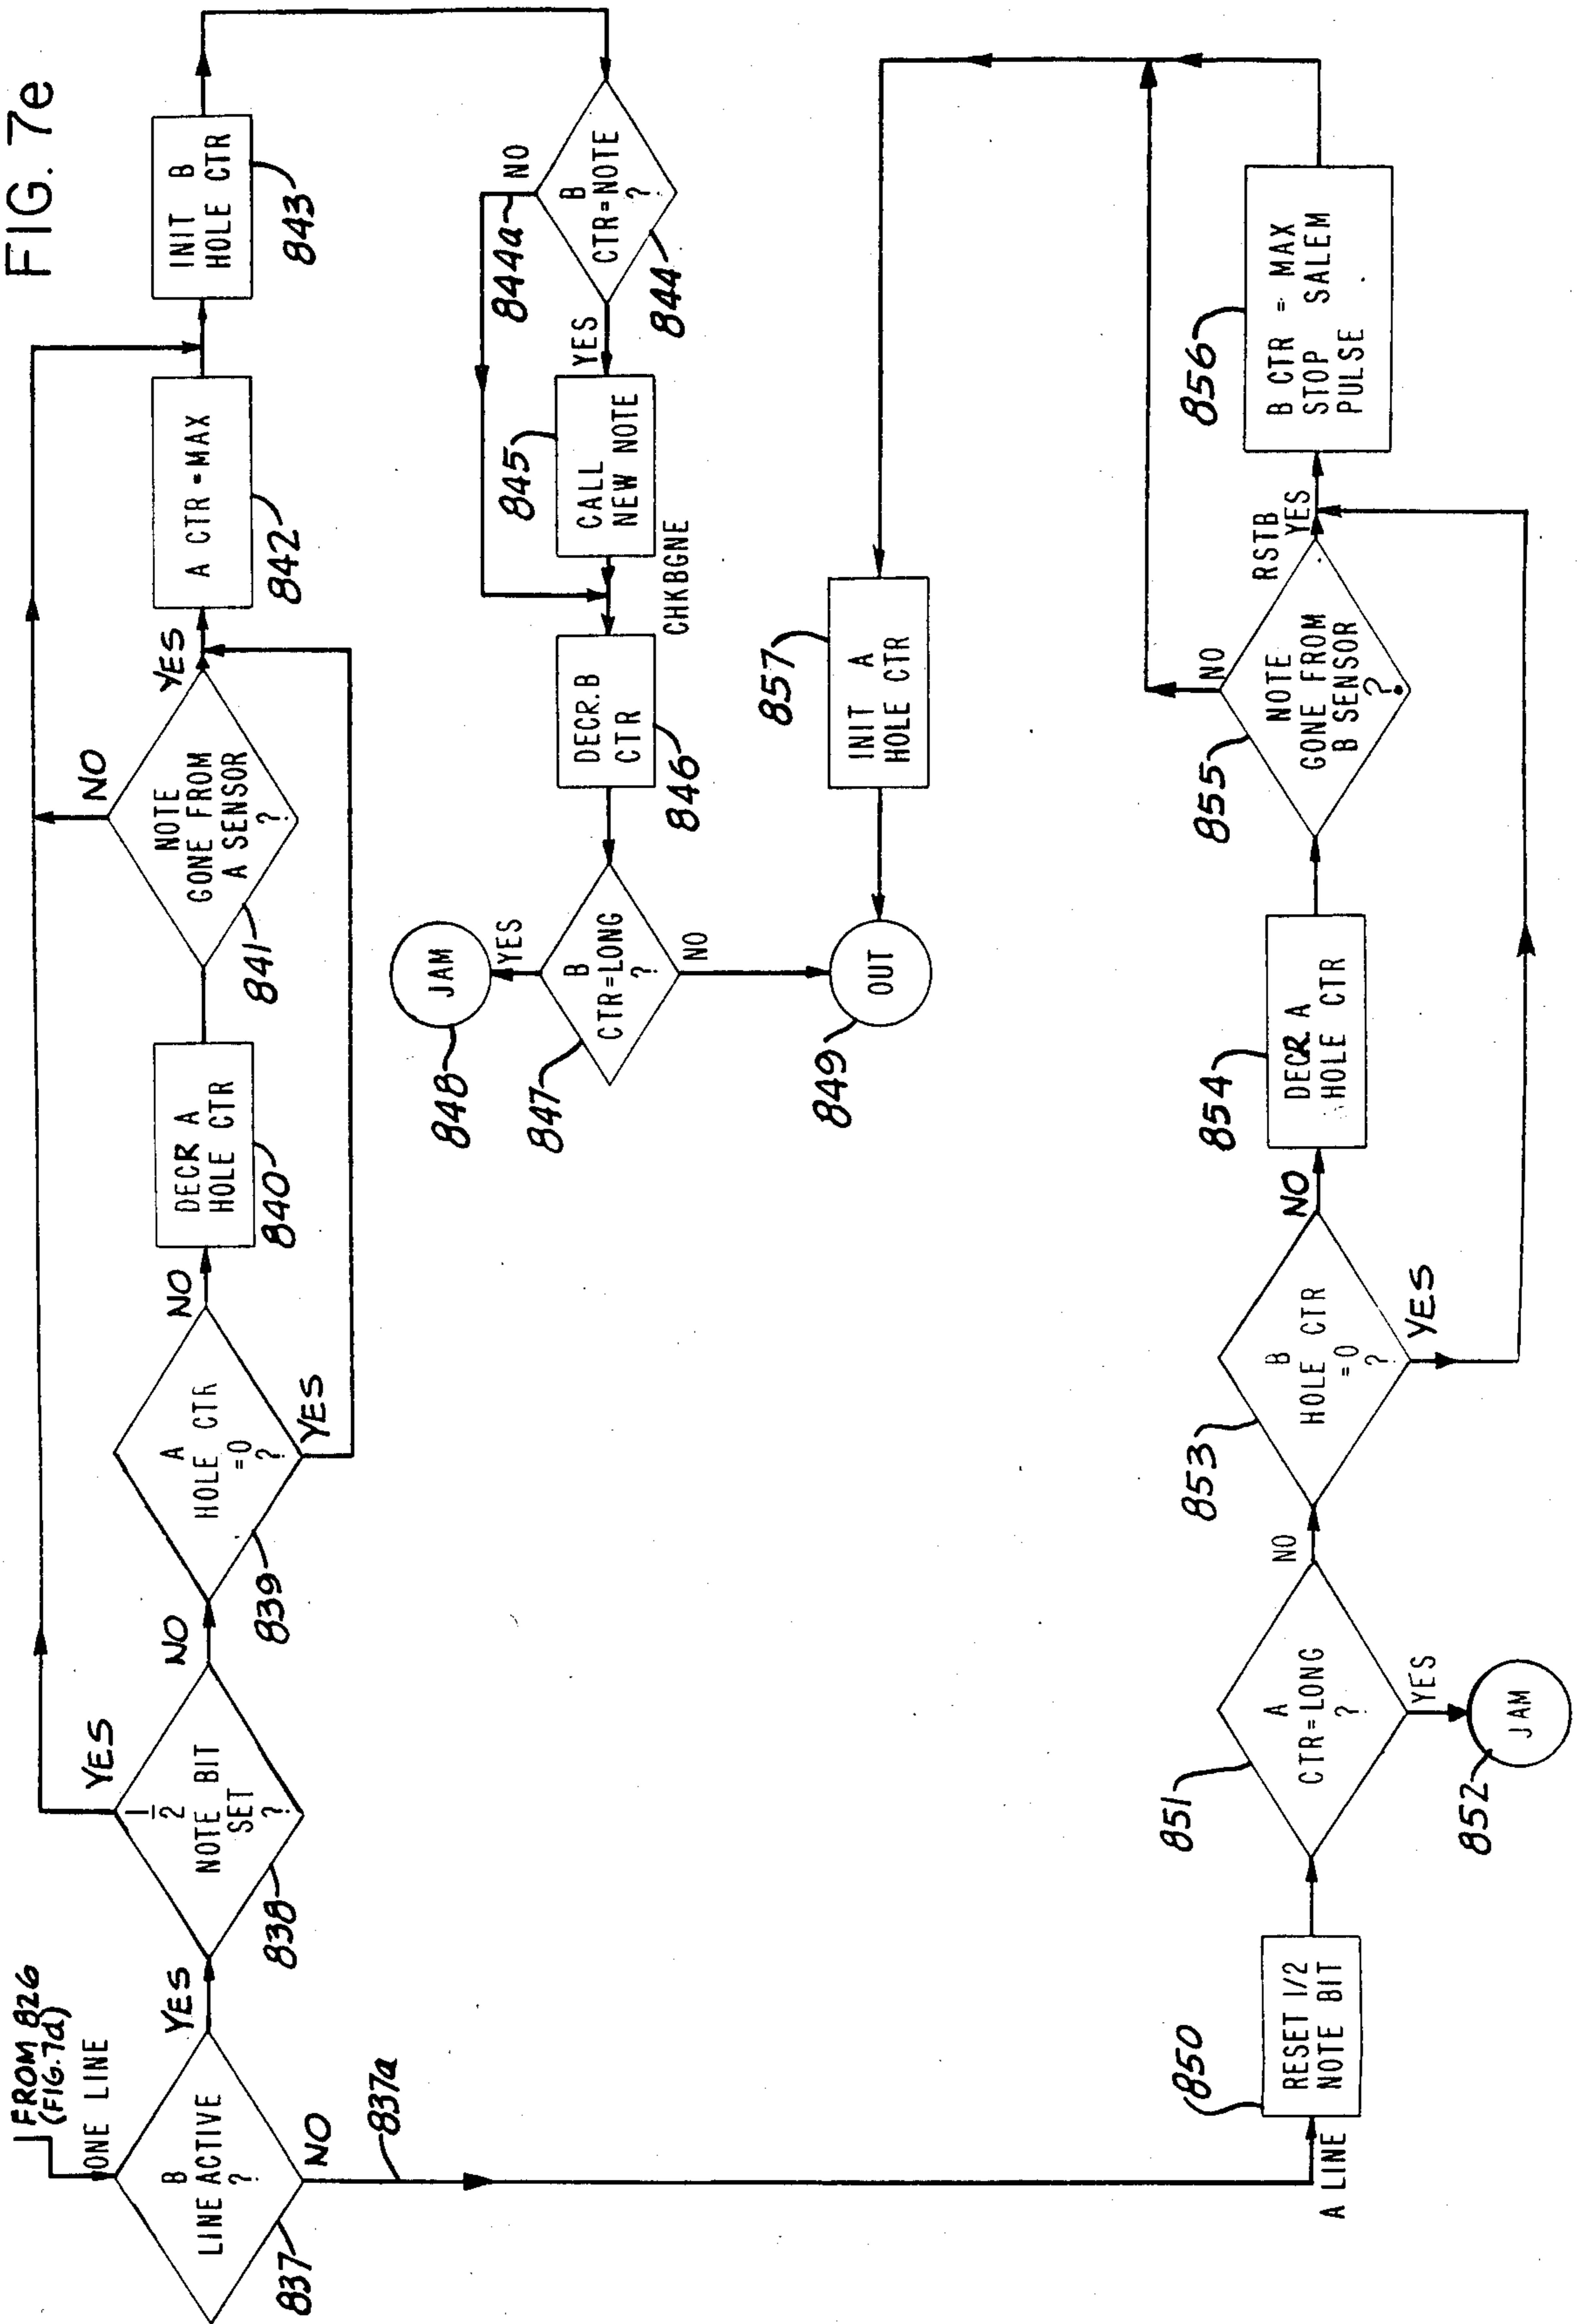 FIG. 7e
FROM 826
(FIG. 7d)
ONE LINE
B
LINE ACTIVE
?
837
YES
NO
837a
1/2
NOTE BIT
SET
?
838
YES
NO
A
HOLE CTR
=0
?
839
YES
NO
DECR A
HOLE CTR
840
NOTE
GONE FROM
A SENSOR
?
841
NO
YES
A CTR = MAX
842
INIT B
HOLE CTR
843
B
CTR=NOTE
?
844
NO
844a
YES
CALL
NEW NOTE
845
CHKBGNE
DECR. B
CTR
846
B
CTR=LONG
?
847
YES
JAM
848
NO
OUT
849
A LINE
RESET 1/2
NOTE BIT
850
A
CTR=LONG
?
851
YES
JAM
852
NO
B
HOLE CTR
=0
?
853
YES
NO
DECR A
HOLE CTR
854
NOTE
GONE FROM
B SENSOR
?
855
NO
RSTB
YES
B CTR = MAX
STOP SALEM
PULSE
856
INIT A
HOLE CTR
857